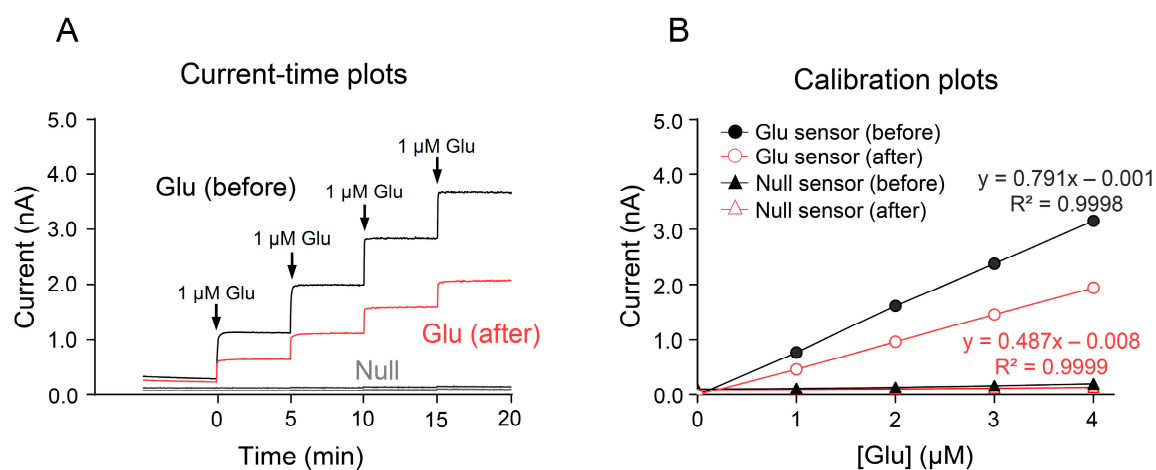 A
Current-time plots
Current (nA)
5.0
4.0
3.0
2.0
1.0
0.0
Glu (before)
1 µM Glu
1 µM Glu
1 µM Glu
1 µM Glu
Glu (after)
Null
0
5
10
15
20
Time (min)
B
Calibration plots
Current (nA)
5.0
4.0
3.0
2.0
1.0
0.0
Glu sensor (before)
Glu sensor (after)
Null sensor (before)
Null sensor (after)
y = 0.791x – 0.001
R² = 0.9998
y = 0.487x – 0.008
R² = 0.9999
0
1
2
3
4
[Glu] (µM)